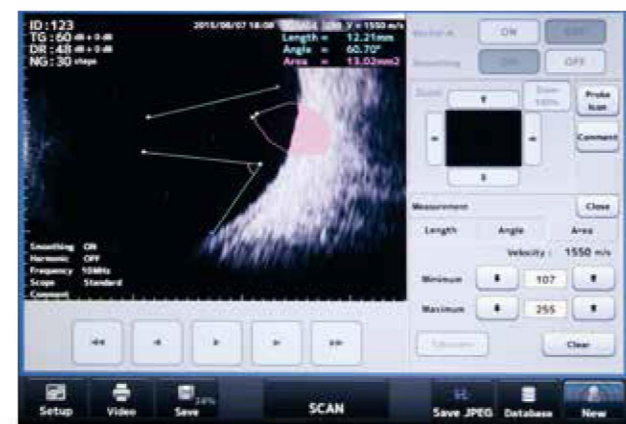 ID:123
2015/08/07 18:08
V = 1550 m/s
TG : 60 dB + 0 dB
Length = 12.21mm
DR : 48 dB + 0 dB
Angle = 60.70°
NG : 30 steps
Area = 13.02mm2
Vector-A ON OFF
Smoothing ON OFF
Zoom
Zoom 100%
Probe Icon
Comment
Measurement Close
Length Angle Area
Velocity : 1550 m/s
Minimum 107
Maximum 255
Clear
Smoothing ON
Harmonic OFF
Frequency 10MHz
Scope Standard
Comment
Setup Video Save 24% SCAN Save JPEG Database New